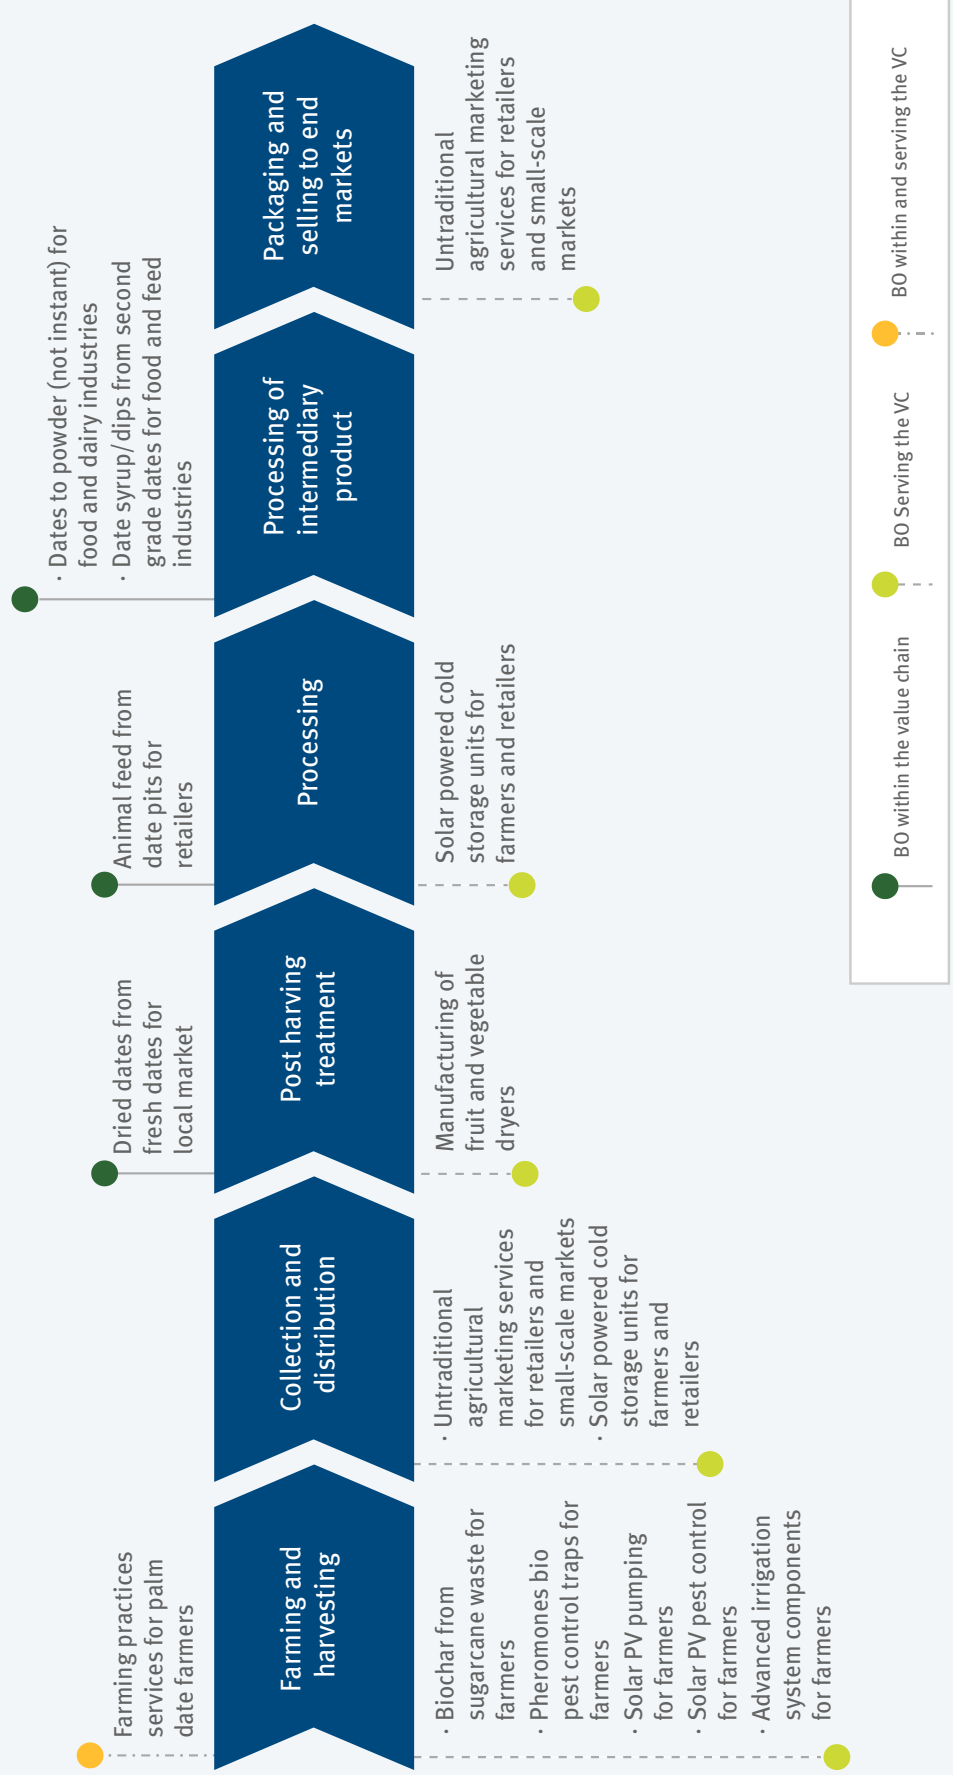 Farming practices
services for palm
date farmers
Dried dates from
fresh dates for
local market
Animal feed from
date pits for
retailers
· Dates to powder (not instant) for
food and dairy industries
· Date syrup/dips from second
grade dates for food and feed
industries
Farming and
harvesting
Collection and
distribution
Post harving
treatment
Processing
Processing of
intermediary
product
Packaging and
selling to end
markets
· Biochar from
sugarcane waste for
farmers
· Pheromones bio
pest control traps for
farmers
· Solar PV pumping
for farmers
· Solar PV pest control
for farmers
· Advanced irrigation
system components
for farmers
· Untraditional
agricultural
marketing services
for retailers and
small-scale markets
· Solar powered cold
storage units for
farmers and
retailers
Manufacturing of
fruit and vegetable
dryers
Solar powered cold
storage units for
farmers and retailers
Untraditional
agricultural marketing
services for retailers
and small-scale
markets
BO within the value chain
BO Serving the VC
BO within and serving the VC